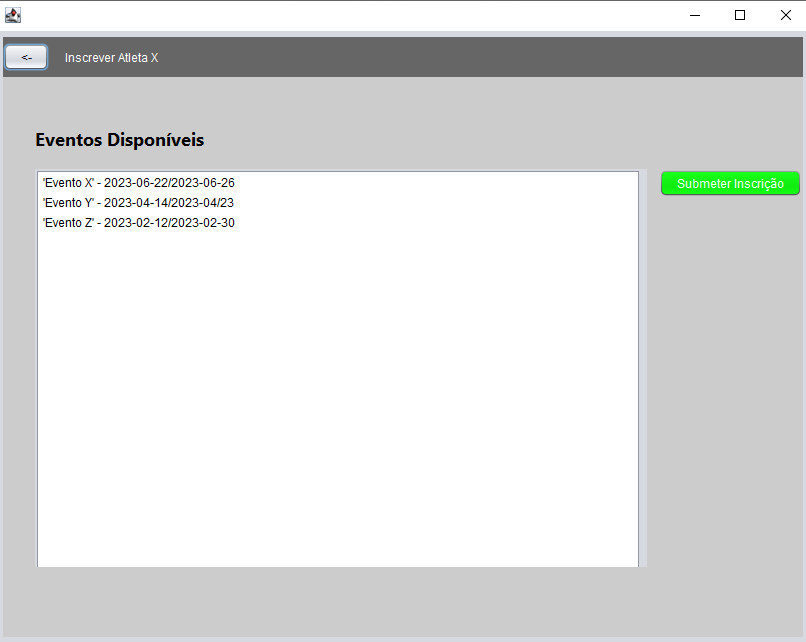 <-
Inscrever Atleta X
Eventos Disponíveis
'Evento X' - 2023-06-22/2023-06-26
'Evento Y' - 2023-04-14/2023-04/23
'Evento Z' - 2023-02-12/2023-02-30
Submeter Inscrição